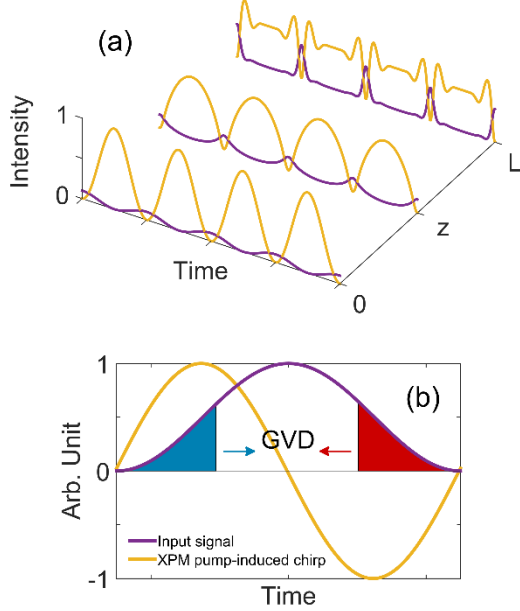 (a)
Intensity
1
0
Time
0
z
L
(b)
Arb. Unit
1
0
-1
GVD
Input signal
XPM pump-induced chirp
Time